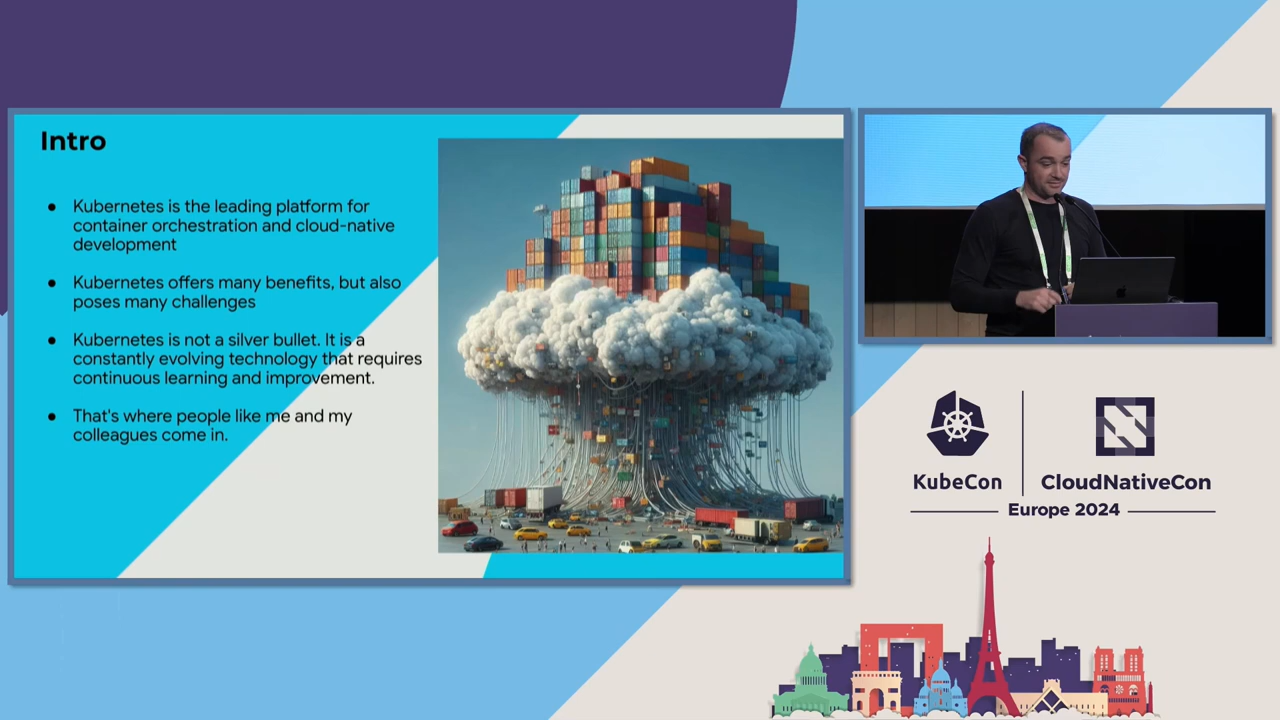 Intro
● Kubernetes is the leading platform for
container orchestration and cloud-native
development
● Kubernetes offers many benefits, but also
poses many challenges
● Kubernetes is not a silver bullet. It is a
constantly evolving technology that requires
continuous learning and improvement.
● That's where people like me and my
colleagues come in.
KubeCon
CloudNativeCon
Europe 2024